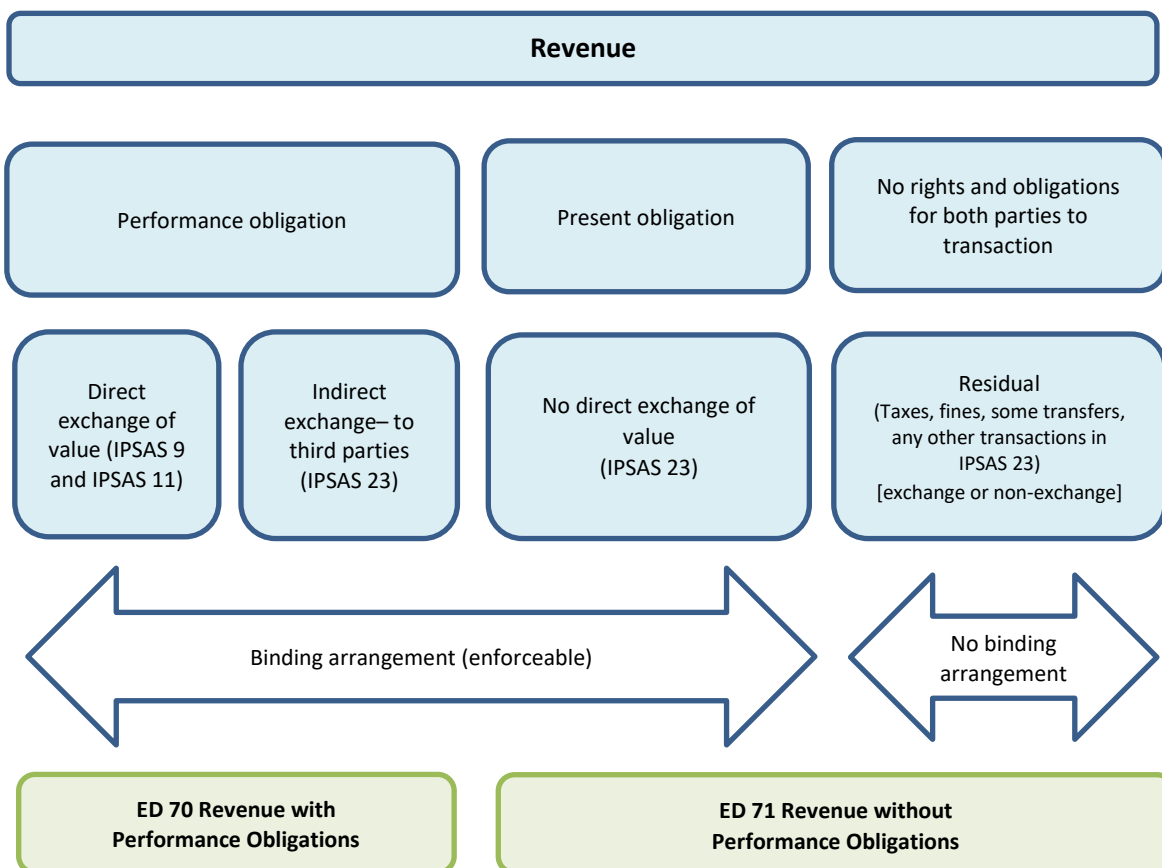 Revenue
Performance obligation
Present obligation
No rights and obligations
for both parties to
transaction
Direct
exchange of
value (IPSAS 9
and IPSAS 11)
Indirect
exchange– to
third parties
(IPSAS 23)
No direct exchange of
value
(IPSAS 23)
Residual
(Taxes, fines, some transfers,
any other transactions in
IPSAS 23)
[exchange or non-exchange]
Binding arrangement (enforceable)
No binding
arrangement
ED 70 Revenue with
Performance Obligations
ED 71 Revenue without
Performance Obligations